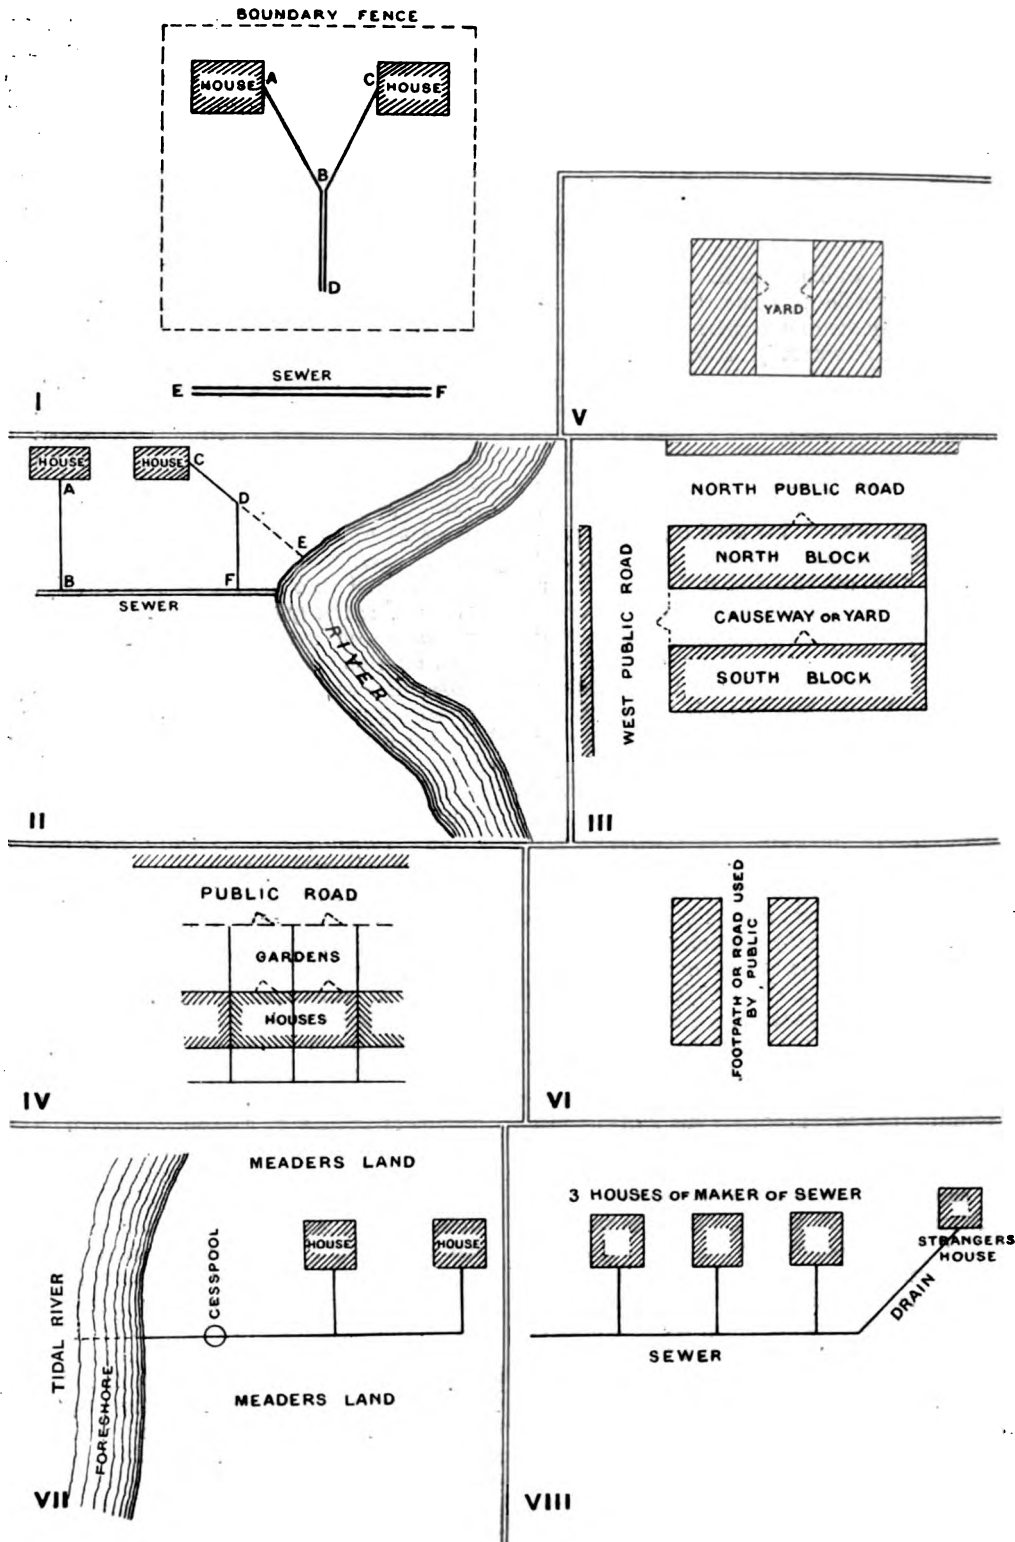 BOUNDARY FENCE
HOUSE A
C HOUSE
B
D
SEWER
E F
I
YARD
V
HOUSE
HOUSE C
A
D
E
B F
SEWER
RIVER
II
NORTH PUBLIC ROAD
NORTH BLOCK
WEST PUBLIC ROAD
CAUSEWAY OR YARD
SOUTH BLOCK
III
PUBLIC ROAD
GARDENS
HOUSES
IV
FOOTPATH OR ROAD USED
BY PUBLIC
VI
MEADERS LAND
HOUSE
HOUSE
CESSPOOL
TIDAL RIVER
FORESHORE
MEADERS LAND
VII
3 HOUSES OF MAKER OF SEWER
STRANGERS
HOUSE
DRAIN
SEWER
VIII